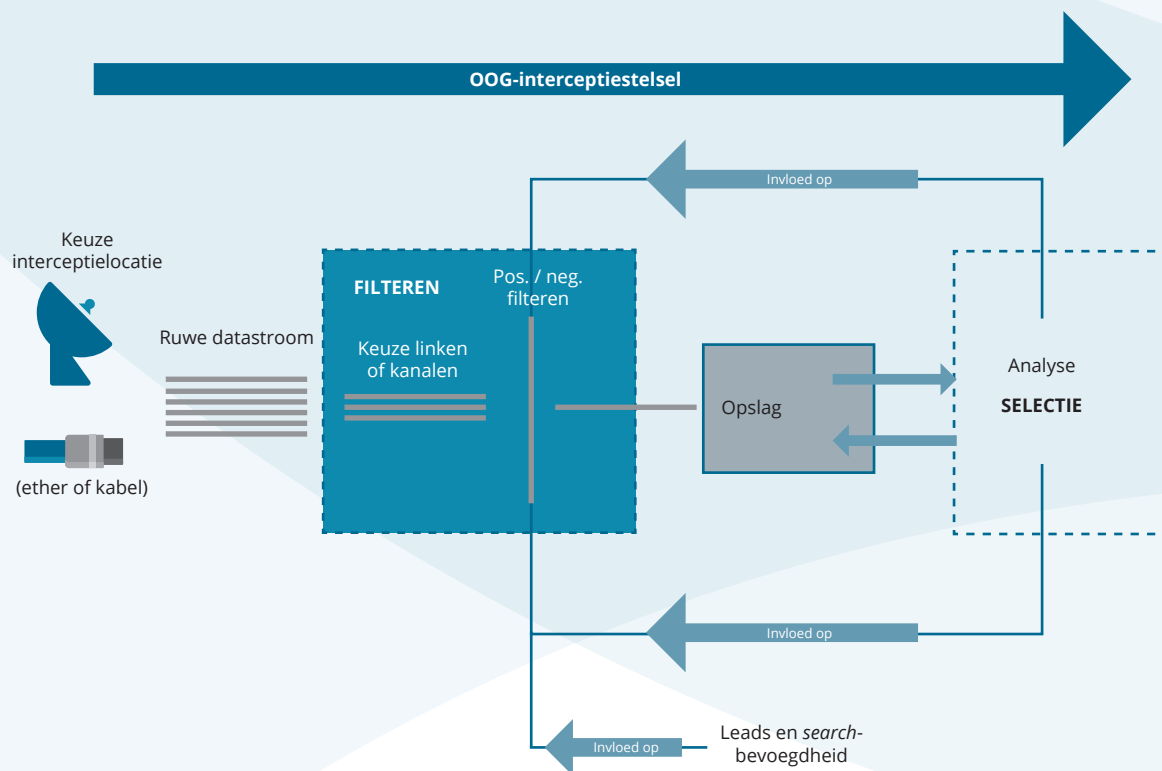 OOG-interceptiestelsel
Invloed op
Keuze
interceptielocatie
(ether of kabel)
Ruwe datastroom
FILTEREN
Keuze linken
of kanalen
Pos. / neg.
filteren
Opslag
Analyse
SELECTIE
Invloed op
Invloed op
Leads en search-
bevoegdheid